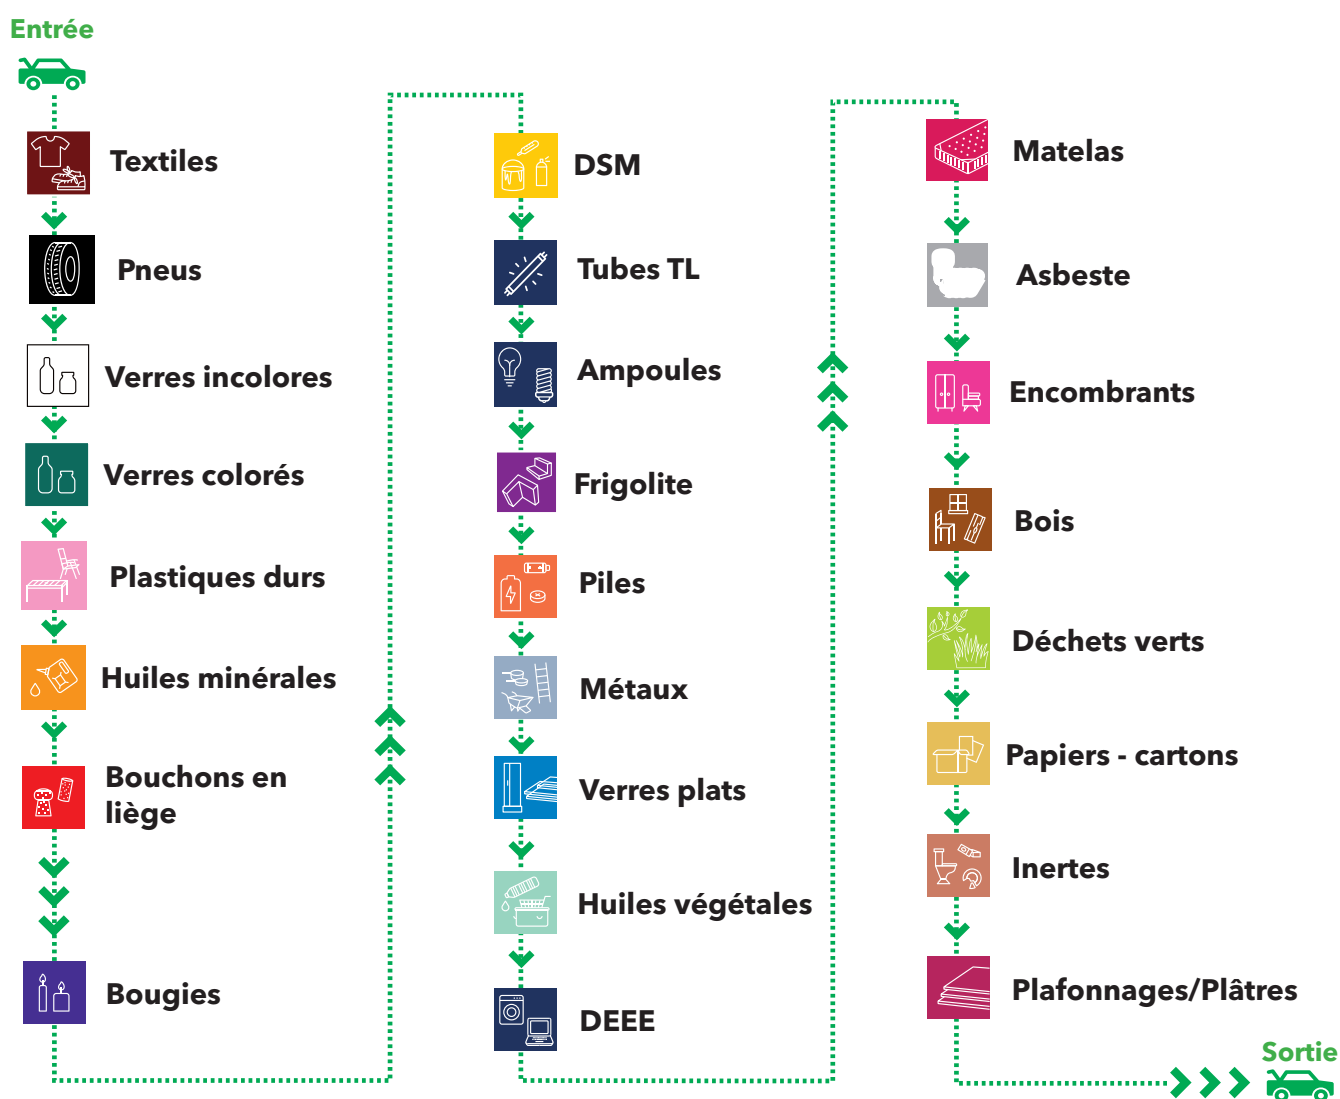 Entrée
Textiles
Pneus
Verres incolores
Verres colorés
Plastiques durs
Huiles minérales
Bouchons en
liège
Bougies
DSM
Tubes TL
Ampoules
Frigolite
Piles
Métaux
Verres plats
Huiles végétales
DEEE
Matelas
Asbeste
Encombrants
Bois
Déchets verts
Papiers - cartons
Inertes
Plafonnages/Plâtres
Sortie